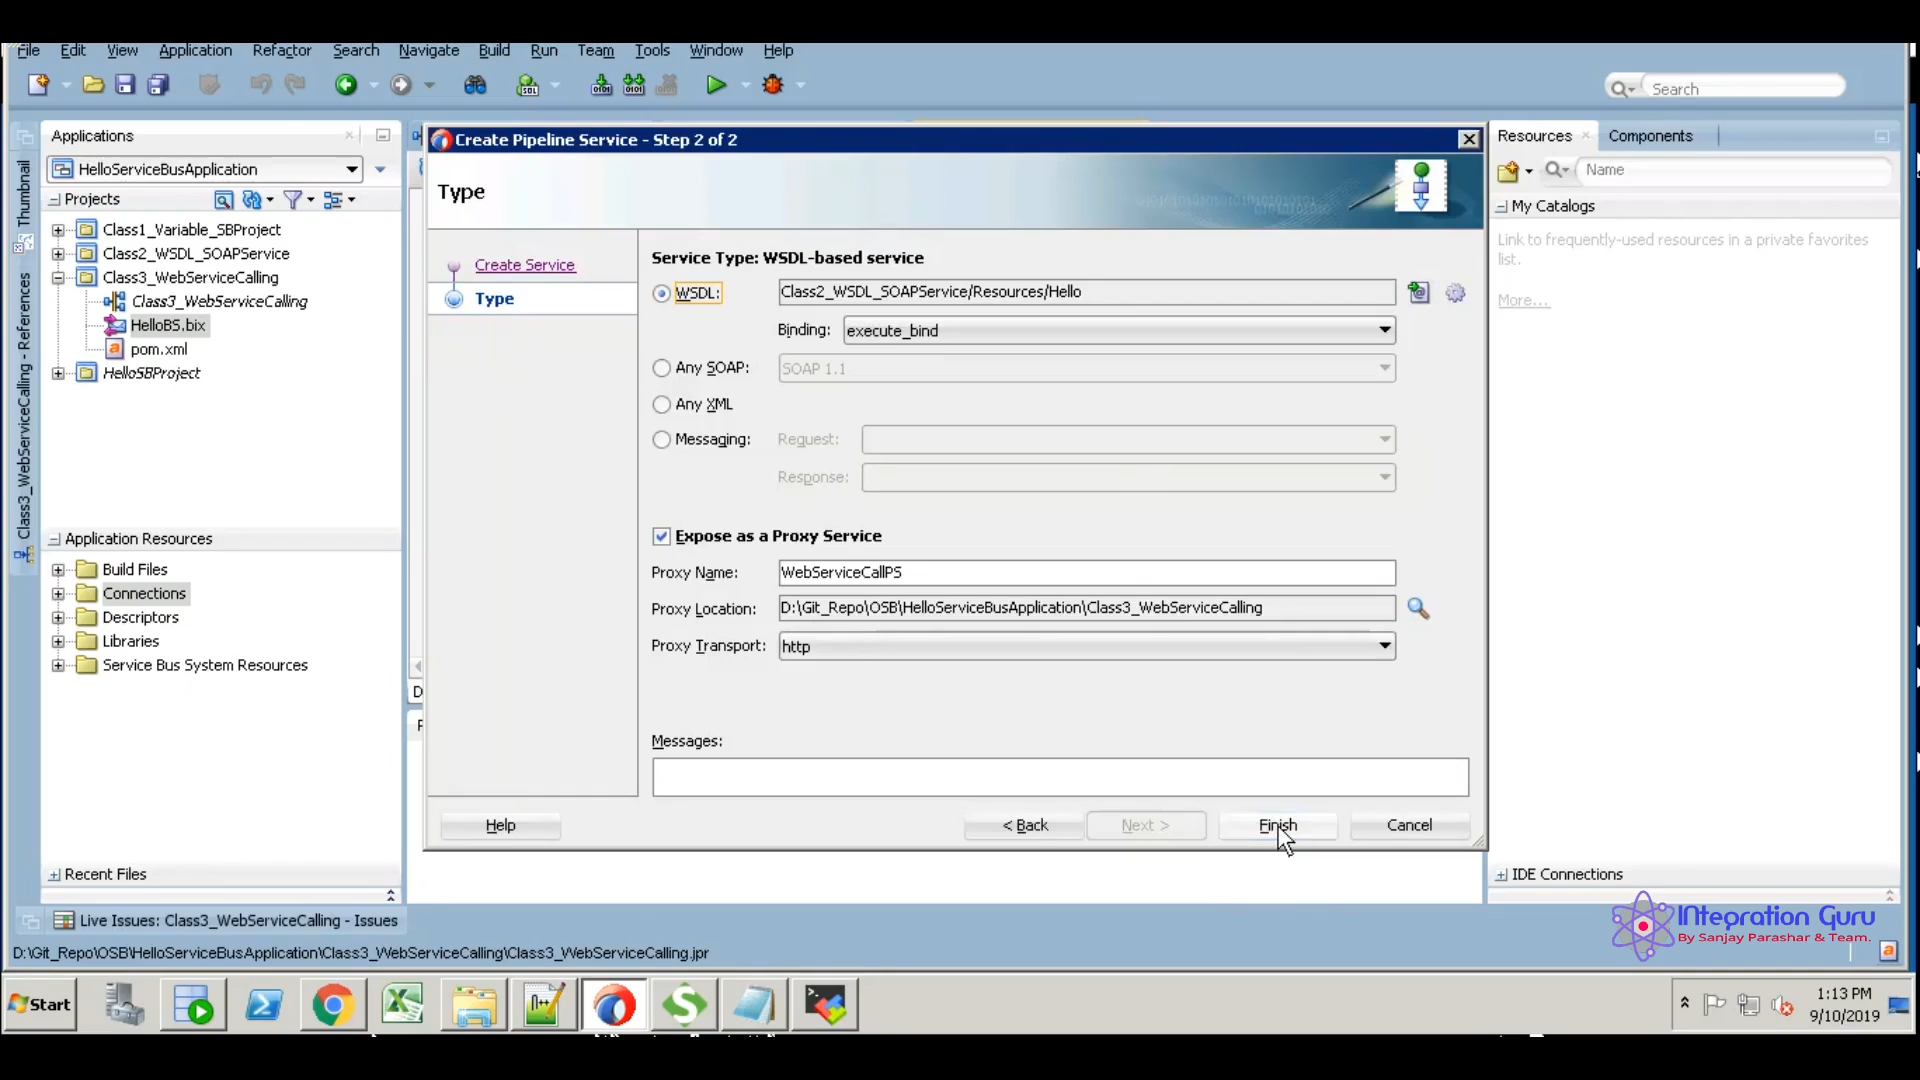 File Edit View Application Refactor Search Navigate Build Run Team Tools Window Help
Search
Applications
HelloServiceBusApplication
Projects
Class1_Variable_SBProject
Class2_WSDL_SOAPService
Class3_WebServiceCalling
Class3_WebServiceCalling
HelloBS.bix
pom.xml
HelloSBProject
Thumbnail
Class3_WebServiceCalling - References
Application Resources
Build Files
Connections
Descriptors
Libraries
Service Bus System Resources
Recent Files
Create Pipeline Service - Step 2 of 2
Type
Create Service
Type
Service Type: WSDL-based service
WSDL: Class2_WSDL_SOAPService/Resources/Hello
Binding: execute_bind
Any SOAP: SOAP 1.1
Any XML
Messaging: Request:
Response:
Expose as a Proxy Service
Proxy Name: WebServiceCallPS
Proxy Location: D:\Git_Repo\OSB\HelloServiceBusApplication\Class3_WebServiceCalling
Proxy Transport: http
Messages:
Help < Back Next > Finish Cancel
Resources Components
Name
My Catalogs
Link to frequently-used resources in a private favorites
list.
More...
IDE Connections
Live Issues: Class3_WebServiceCalling - Issues
D:\Git_Repo\OSB\HelloServiceBusApplication\Class3_WebServiceCalling\Class3_WebServiceCalling.jpr
INtegration Guru
By Sanjay Parashar & Team.
Start
1:13 PM
9/10/2019